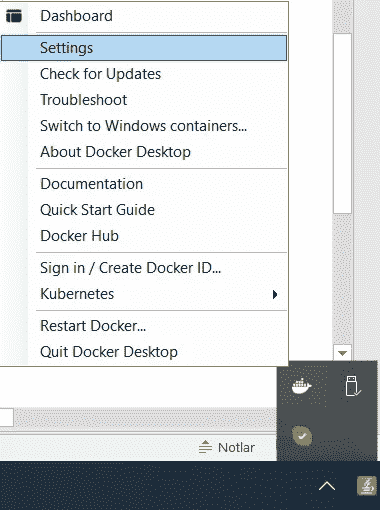 Dashboard
Settings
Check for Updates
Troubleshoot
Switch to Windows containers...
About Docker Desktop
Documentation
Quick Start Guide
Docker Hub
Sign in / Create Docker ID...
Kubernetes
Restart Docker...
Quit Docker Desktop
Notlar